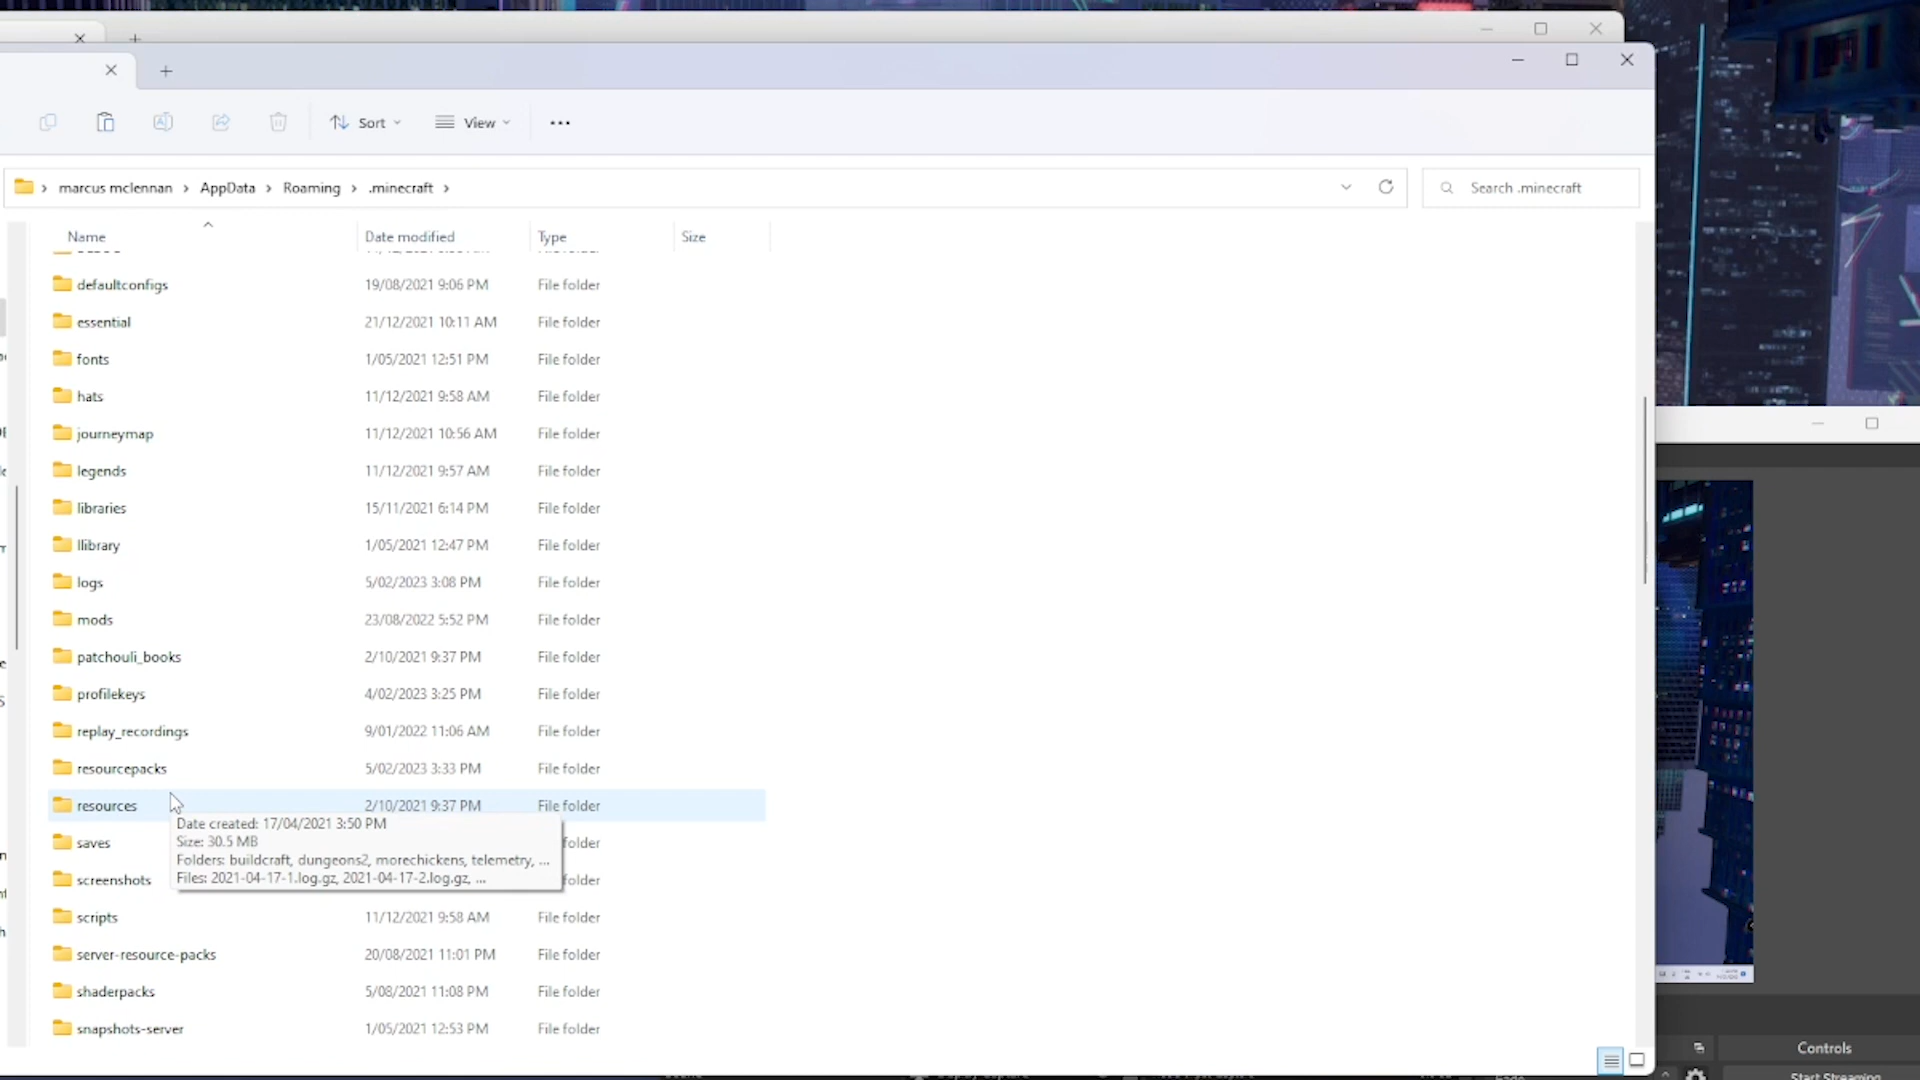 Sort
View
marcus mclennan > AppData > Roaming > .minecraft >
Search .minecraft
Name Date modified Type Size
defaultconfigs 19/08/2021 9:06 PM File folder
essential 21/12/2021 10:11 AM File folder
fonts 1/05/2021 12:51 PM File folder
hats 11/12/2021 9:58 AM File folder
journeymap 11/12/2021 10:56 AM File folder
legends 11/12/2021 9:57 AM File folder
libraries 15/11/2021 6:14 PM File folder
llibrary 1/05/2021 12:47 PM File folder
logs 5/02/2023 3:08 PM File folder
mods 23/08/2022 5:52 PM File folder
patchouli_books 2/10/2021 9:37 PM File folder
profilekeys 4/02/2023 3:25 PM File folder
replay_recordings 9/01/2022 11:06 AM File folder
resourcepacks 5/02/2023 3:33 PM File folder
resources 2/10/2021 9:37 PM File folder
Date created: 17/04/2021 3:50 PM
Size: 30.5 MB
Folders: buildcraft, dungeons2, morechickens, telemetry, ...
Files: 2021-04-17-1.log.gz, 2021-04-17-2.log.gz, ...
saves folder
screenshots folder
scripts 11/12/2021 9:58 AM File folder
server-resource-packs 20/08/2021 11:01 PM File folder
shaderpacks 5/08/2021 11:08 PM File folder
snapshots-server 1/05/2021 12:53 PM File folder
Controls
Start Streaming